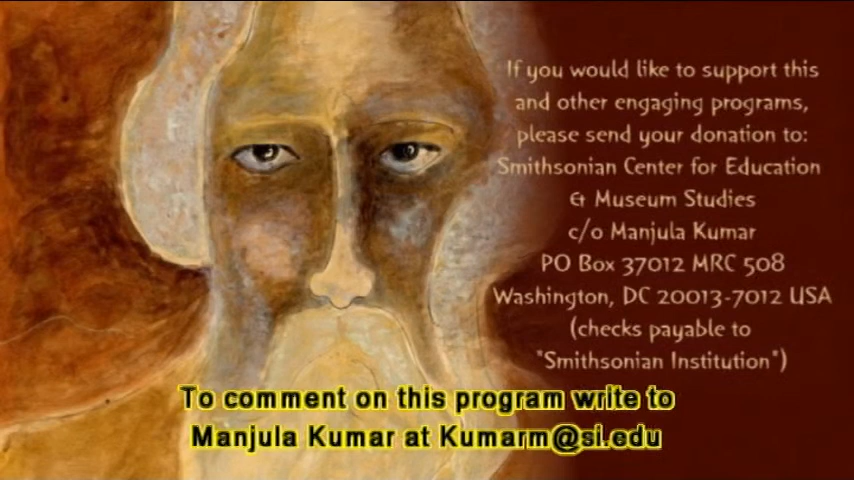 If you would like to support this
and other engaging programs,
please send your donation to:
Smithsonian Center for Education
& Museum Studies
c/o Manjula Kumar
PO Box 37012 MRC 508
Washington, DC 20013-7012 USA
(checks payable to
"Smithsonian Institution")
To comment on this program write to
Manjula Kumar at Kumarm@si.edu